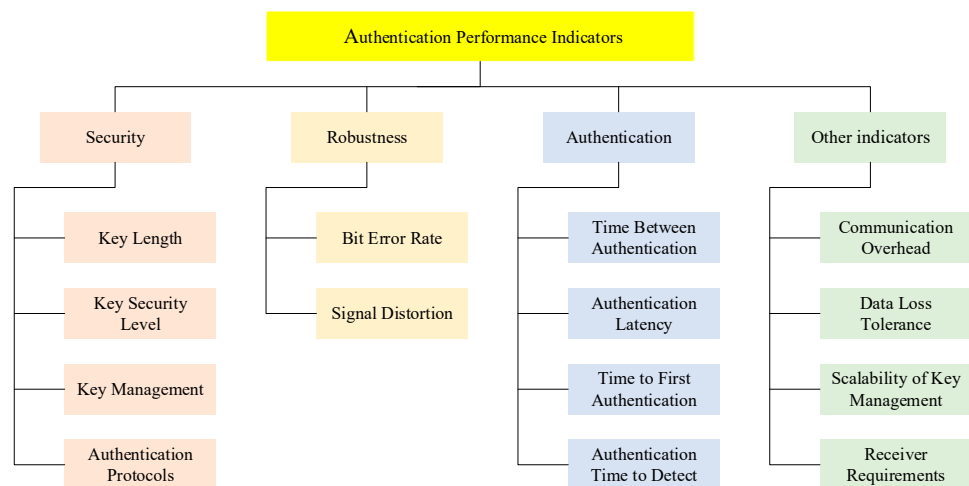 Authentication Performance Indicators
Security
Robustness
Authentication
Other indicators
Key Length
Key Security
Level
Key Management
Authentication
Protocols
Bit Error Rate
Signal Distortion
Time Between
Authentication
Authentication
Latency
Time to First
Authentication
Authentication
Time to Detect
Communication
Overhead
Data Loss
Tolerance
Scalability of Key
Management
Receiver
Requirements